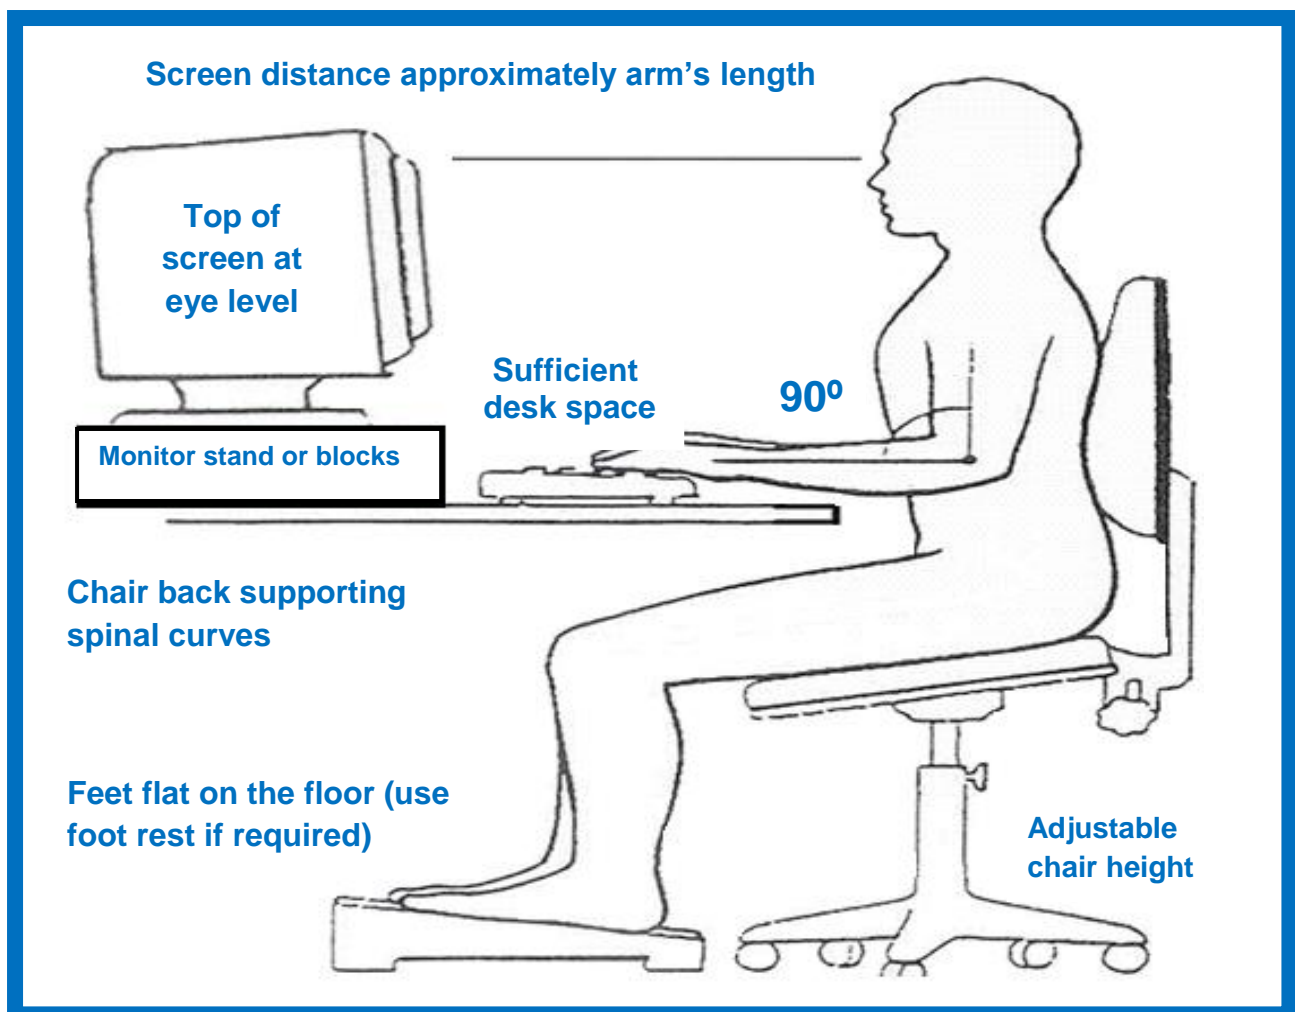 Screen distance approximately arm’s length
Top of
screen at
eye level
Sufficient
desk space
90º
Monitor stand or blocks
Chair back supporting
spinal curves
Feet flat on the floor (use
foot rest if required)
Adjustable
chair height